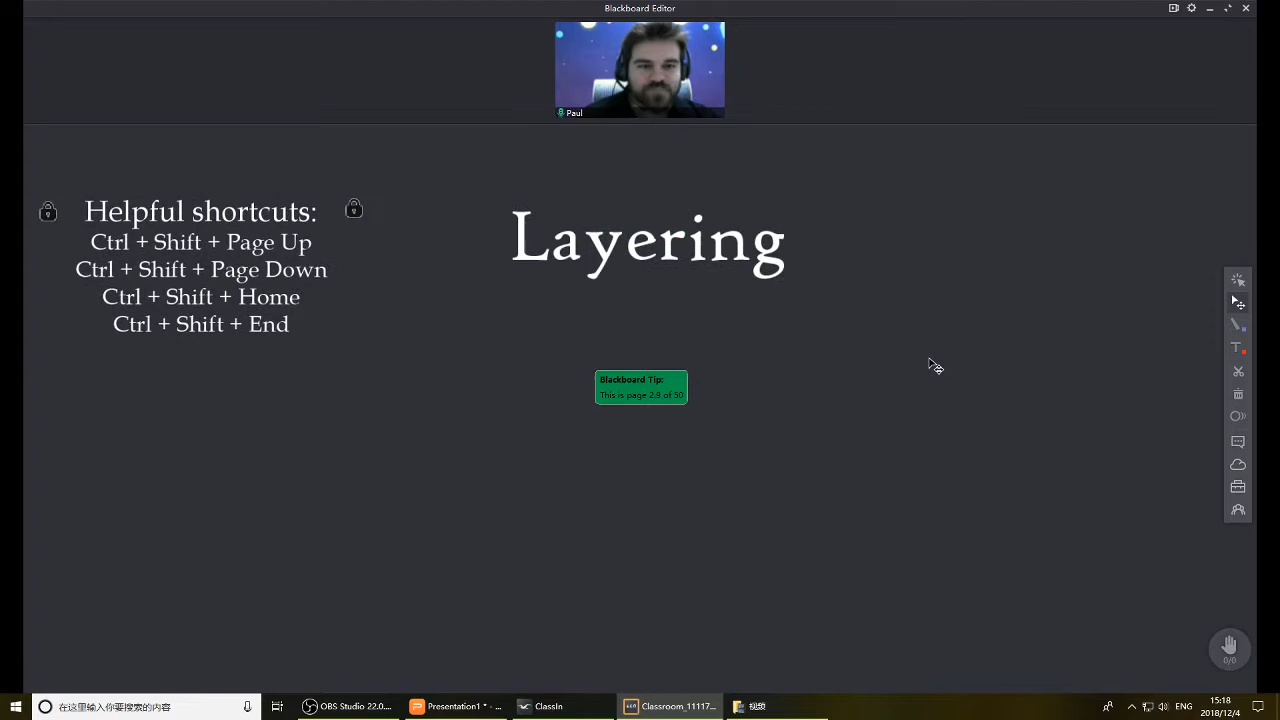 Blackboard Editor
Paul
Helpful shortcuts:
Ctrl + Shift + Page Up
Ctrl + Shift + Page Down
Ctrl + Shift + Home
Ctrl + Shift + End
Layering
Blackboard Tip:
This is page 2.9 of 50
0/0
在这里输入你要搜索的内容
OBS Studio 22.0....
Presentation1 * - ...
ClassIn
Classroom_11117...
视频
ENG
15:18
2018/12/4